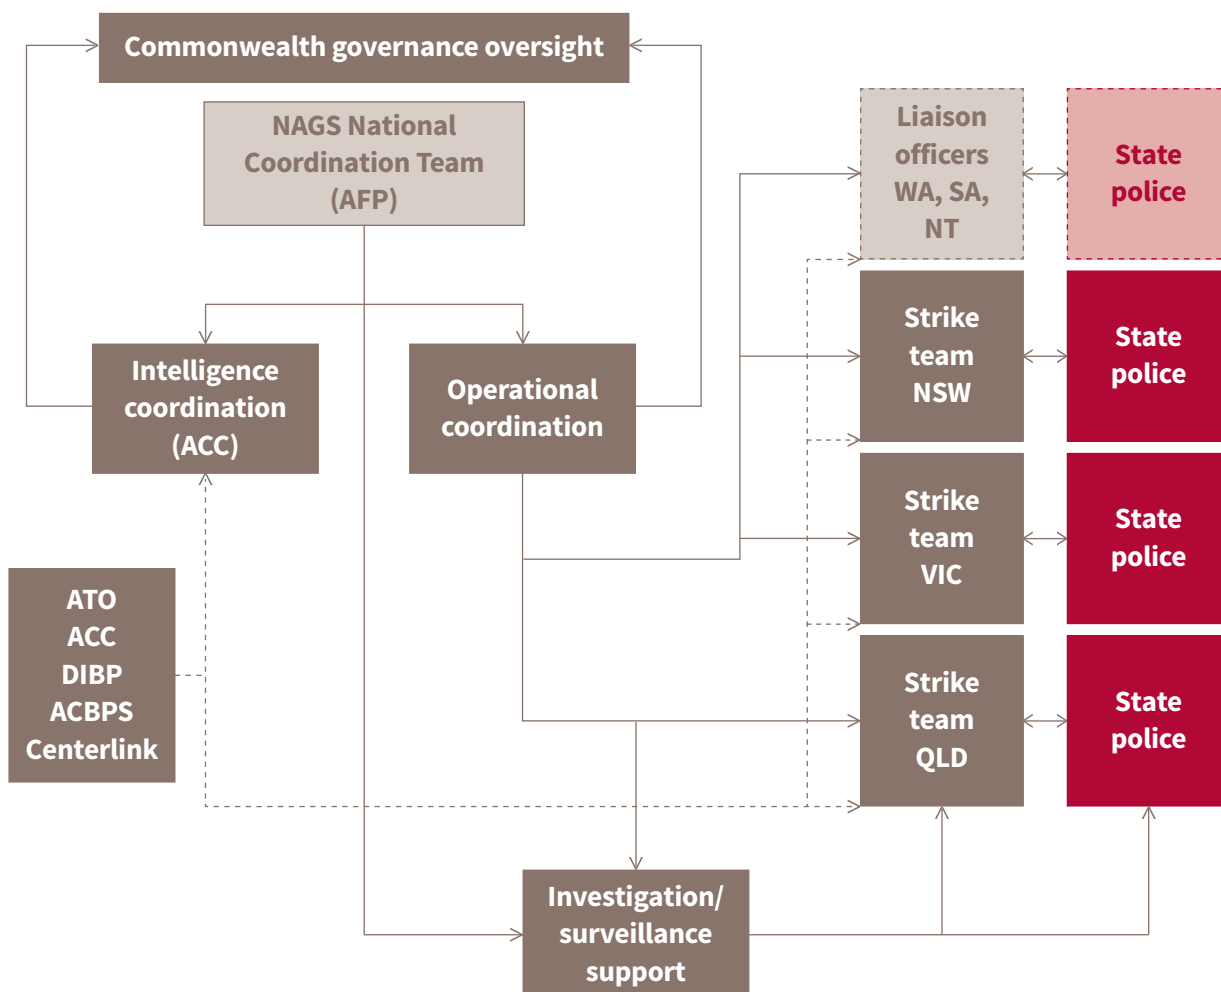 Commonwealth governance oversight
NAGS National
Coordination Team
(AFP)
Liaison
officers
WA, SA,
NT
State
police
Intelligence
coordination
(ACC)
Operational
coordination
Strike
team
NSW
State
police
Strike
team
VIC
State
police
ATO
ACC
DIBP
ACBPS
Centerlink
Strike
team
QLD
State
police
Investigation/
surveillance
support